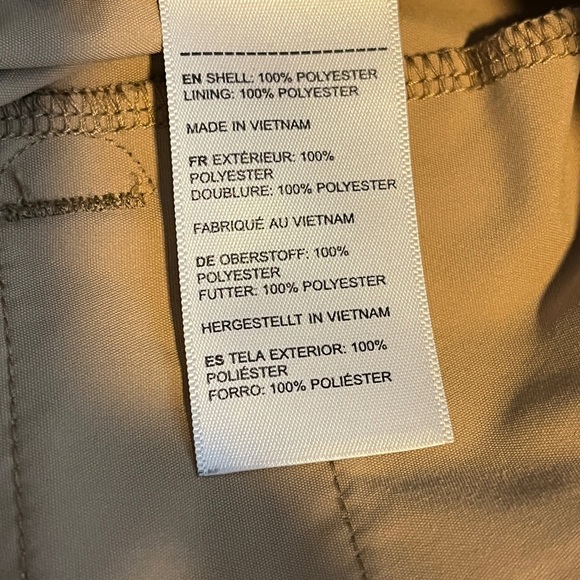 EN SHELL: 100% POLYESTER
LINING: 100% POLYESTER
MADE IN VIETNAM
FR EXTÉRIEUR: 100%
POLYESTER
DOUBLURE: 100% POLYESTER
FABRIQUÉ AU VIETNAM
DE OBERSTOFF: 100%
POLYESTER
FUTTER: 100% POLYESTER
HERGESTELLT IN VIETNAM
ES TELA EXTERIOR: 100%
POLIÉSTER
FORRO: 100% POLIÉSTER